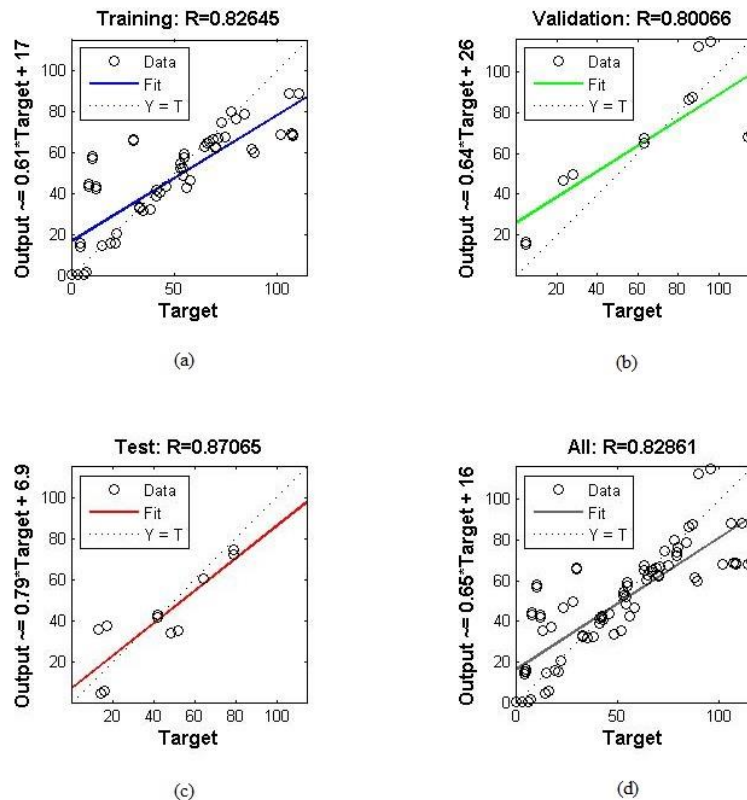 Training: R=0.82645
Output ~= 0.61*Target + 17
Data
Fit
Y = T
100
80
60
40
20
0
0
50
100
Target
(a)
Validation: R=0.80066
Output ~= 0.64*Target + 26
Data
Fit
Y = T
100
80
60
40
20
20
40
60
80
100
Target
(b)
Test: R=0.87065
Output ~= 0.79*Target + 6.9
Data
Fit
Y = T
100
80
60
40
20
20
40
60
80
100
Target
(c)
All: R=0.82861
Output ~= 0.65*Target + 16
Data
Fit
Y = T
100
80
60
40
20
0
0
50
100
Target
(d)